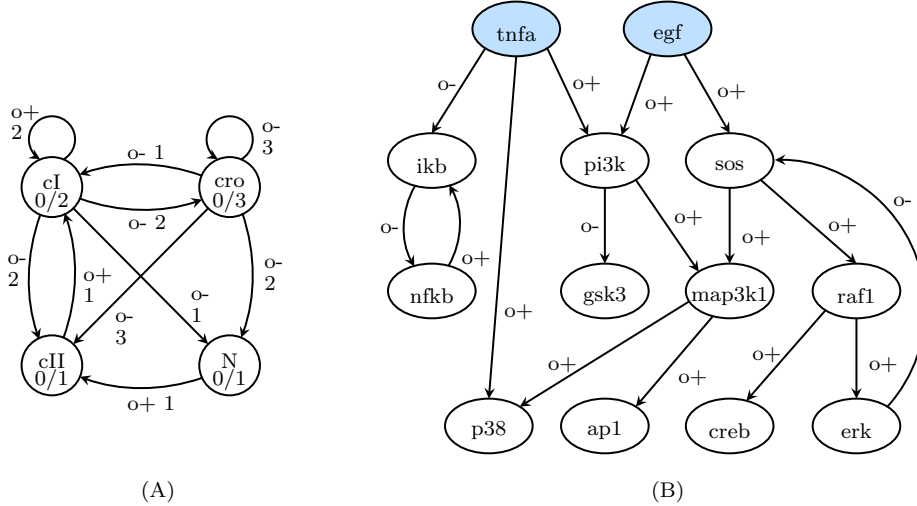 tnfa
egf
o+
2
o-
3
o- 1
o-
o+
o+
o+
cI
0/2
cro
0/3
ikb
pi3k
sos
o- 2
o-
2
o+
1
o-
2
o-
o+
o-
o+
o+
o+
o-
nfkb
gsk3
map3k1
raf1
o-
1
o-
3
o+
cII
0/1
N
0/1
o+
o+
o+
o+
o+ 1
p38
ap1
creb
erk
(A)
(B)